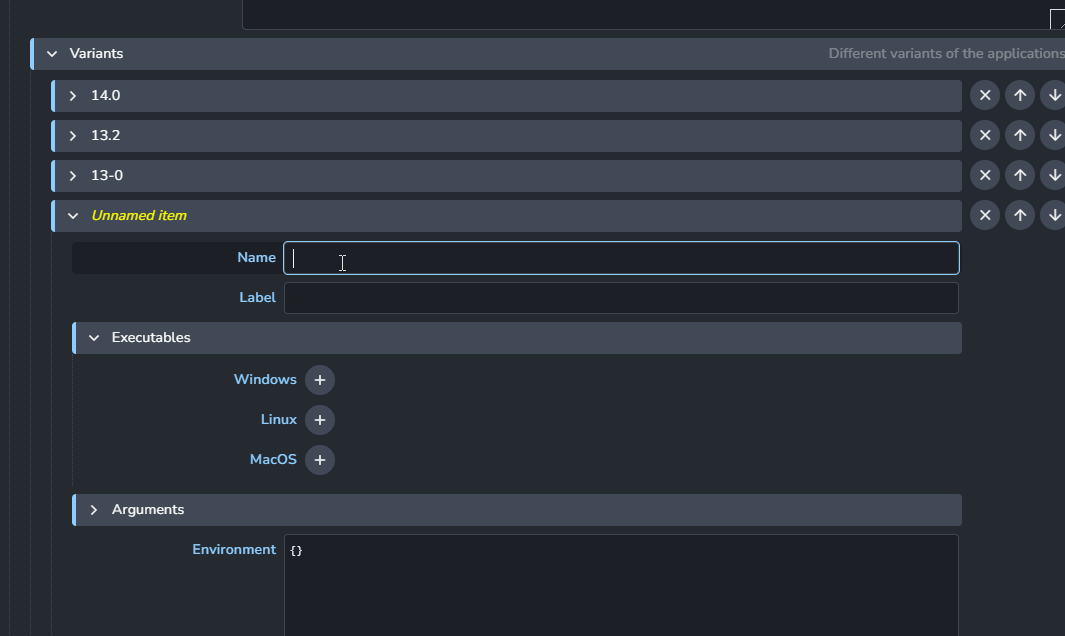 Variants Different variants of the applications
14.0
13.2
13-0
Unnamed item
Name
Label
Executables
Windows
Linux
MacOS
Arguments
Environment {}